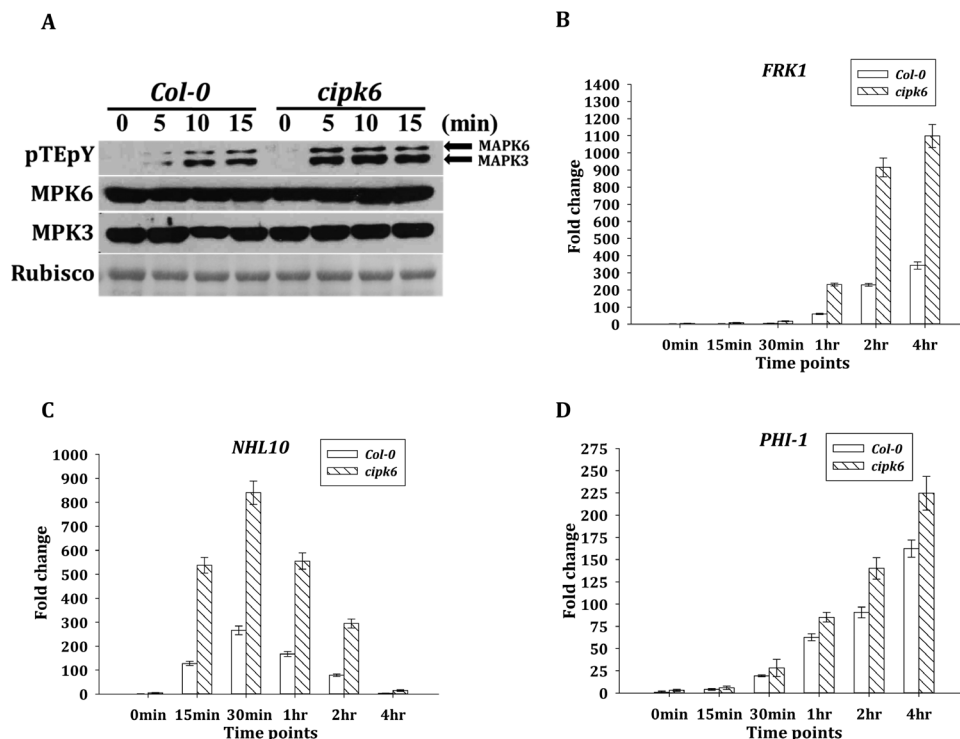 A
Col-0 cipk6
0 5 10 15 0 5 10 15 (min)
pTEpY
MAPK6
MAPK3
MPK6
MPK3
Rubisco
B
FRK1
Col-0
cipk6
1400
1300
1200
1100
1000
900
800
700
600
500
400
300
200
100
0
Fold change
0min 15min 30min 1hr 2hr 4hr
Time points
C
NHL10
Col-0
cipk6
1000
900
800
700
600
500
400
300
200
100
0
Fold change
0min 15min 30min 1hr 2hr 4hr
Time points
D
PHI-1
Col-0
cipk6
275
250
225
200
175
150
125
100
75
50
25
0
Fold change
0min 15min 30min 1hr 2hr 4hr
Time points